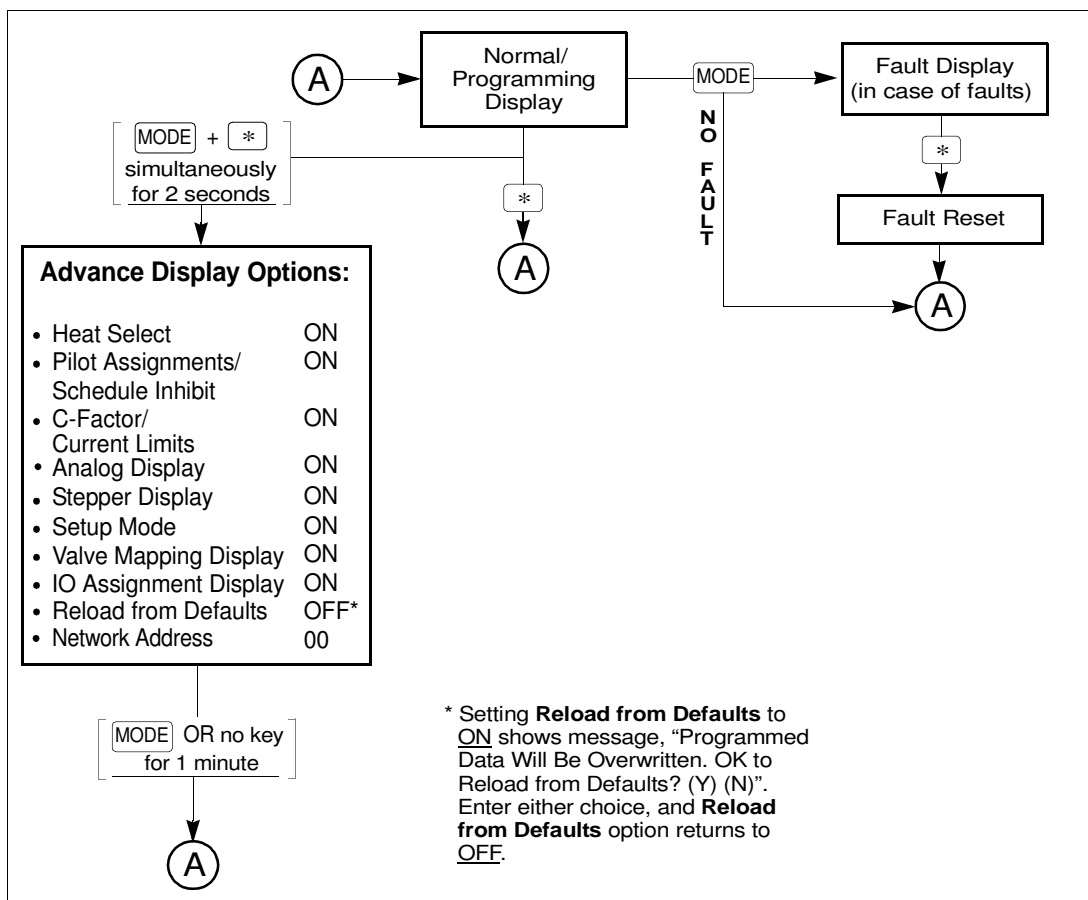 A
Normal/
Programming
Display
MODE
Fault Display
(in case of faults)
NO FAULT
*
Fault Reset
A
MODE + *
simultaneously
for 2 seconds
*
A
Advance Display Options:
• Heat Select ON
• Pilot Assignments/ ON
Schedule Inhibit
• C-Factor/ ON
Current Limits
• Analog Display ON
• Stepper Display ON
• Setup Mode ON
• Valve Mapping Display ON
• IO Assignment Display ON
• Reload from Defaults OFF*
• Network Address 00
MODE OR no key
for 1 minute
A
* Setting Reload from Defaults to
ON shows message, “Programmed
Data Will Be Overwritten. OK to
Reload from Defaults? (Y) (N)”.
Enter either choice, and Reload
from Defaults option returns to
OFF.